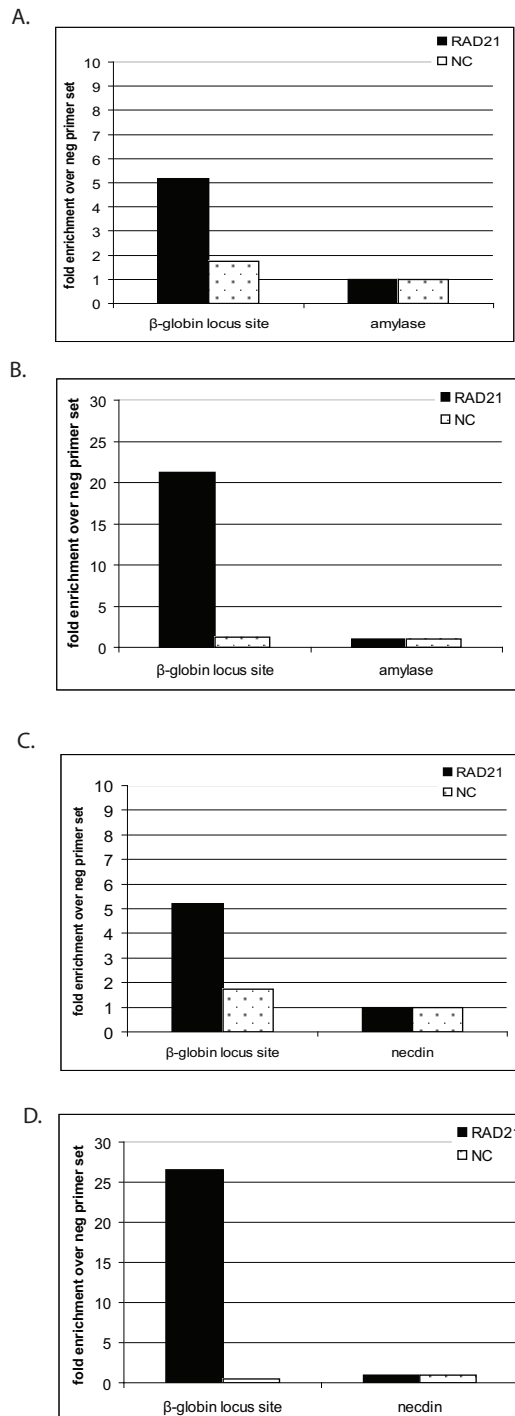 A.
fold enrichment over neg primer set
RAD21
NC
10
9
8
7
6
5
4
3
2
1
0
β-globin locus site
amylase
B.
fold enrichment over neg primer set
RAD21
NC
30
25
20
15
10
5
0
β-globin locus site
amylase
C.
fold enrichment over neg primer set
RAD21
NC
10
9
8
7
6
5
4
3
2
1
0
β-globin locus site
necdin
D.
fold enrichment over neg primer set
RAD21
NC
30
25
20
15
10
5
0
β-globin locus site
necdin